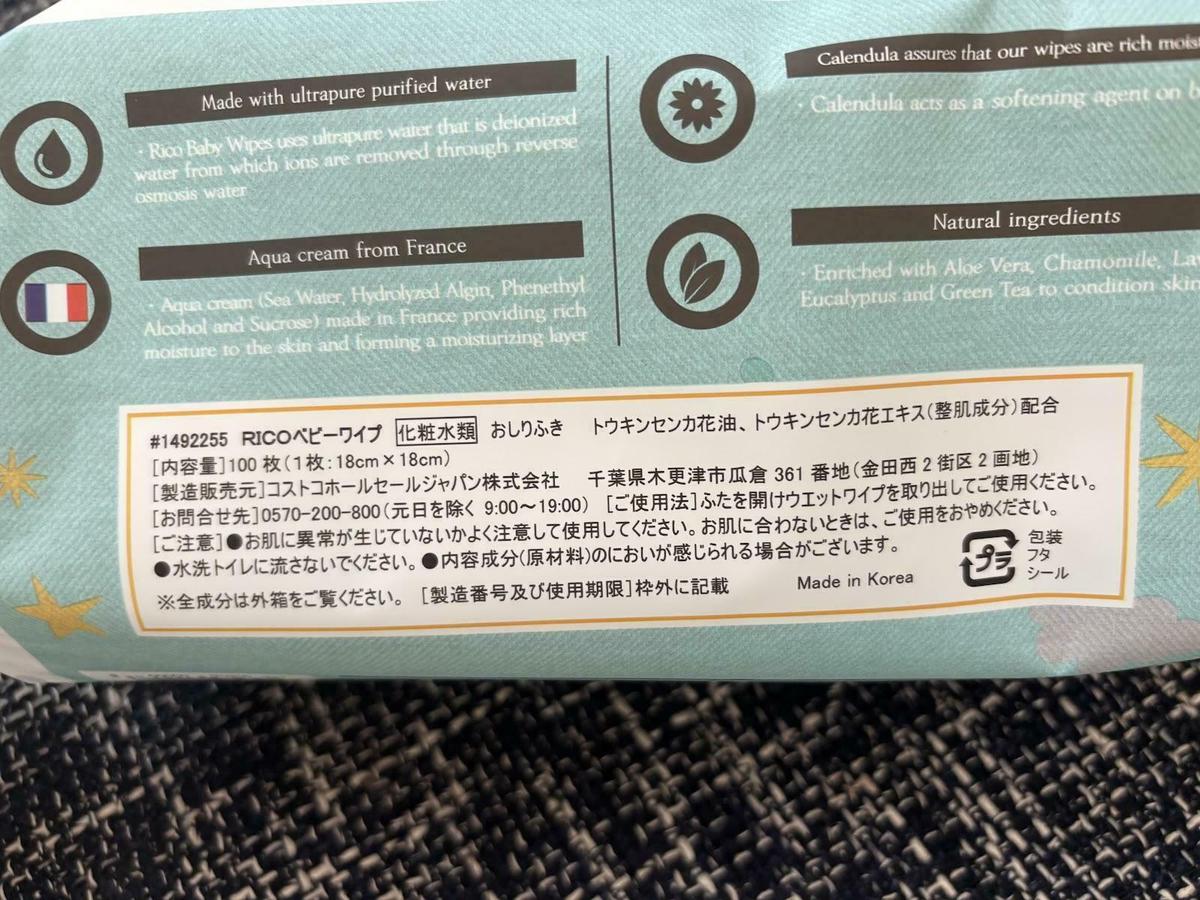 Made with ultrapure purified water
· Rico Baby Wipes uses ultrapure water that is deionized
water from which ions are removed through reverse
osmosis water
Aqua cream from France
· Aqua cream (Sea Water, Hydrolyzed Algin, Phenethyl
Alcohol and Sucrose) made in France providing rich
moisture to the skin and forming a moisturizing layer
Calendula assures that our wipes are rich
· Calendula acts as a softening agent on
Natural ingredients
· Enriched with Aloe Vera, Chamomile,
Eucalyptus and Green Tea to condition skin
#1492255 RICOベビーワイプ 化粧水類 おしりふき トウキンセンカ花油、トウキンセンカ花エキス(整肌成分)配合
[内容量]100 枚(1枚:18cm×18cm)
[製造販売元]コストコホールセールジャパン株式会社 千葉県木更津市瓜倉 361 番地(金田西2街区2画地)
[お問合せ先]0570-200-800(元日を除く 9:00~19:00) [ご使用法]ふたを開けウエットワイプを取り出してご使用ください。
[ご注意]●お肌に異常が生じていないかよく注意して使用してください。お肌に合わないときは、ご使用をおやめください。
●水洗トイレに流さないでください。●内容成分(原材料)のにおいが感じられる場合がございます。
※全成分は外箱をご覧ください。 [製造番号及び使用期限]枠外に記載 Made in Korea
プラ
包装
フタ
シール